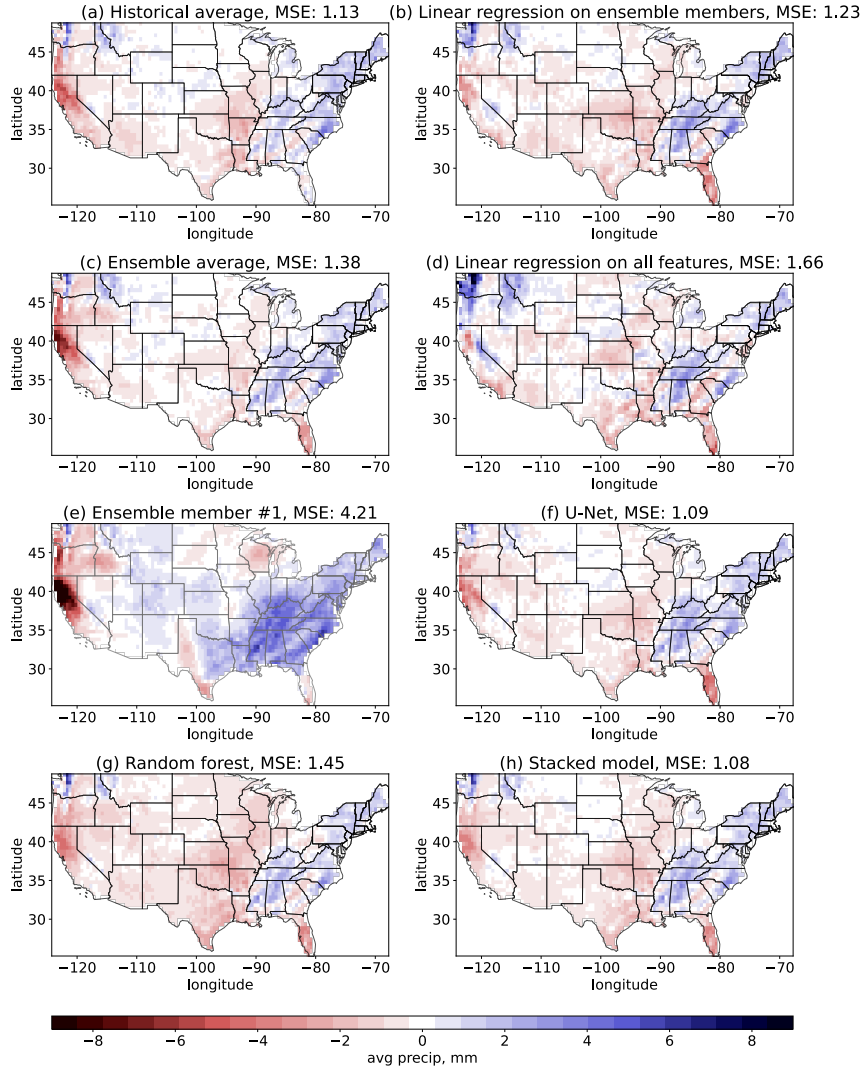 (a) Historical average, MSE: 1.13
45
40
35
30
latitude
−120 −110 −100 −90 −80 −70
longitude
(b) Linear regression on ensemble members, MSE: 1.23
45
40
35
30
latitude
−120 −110 −100 −90 −80 −70
longitude
(c) Ensemble average, MSE: 1.38
45
40
35
30
latitude
−120 −110 −100 −90 −80 −70
longitude
(d) Linear regression on all features, MSE: 1.66
45
40
35
30
latitude
−120 −110 −100 −90 −80 −70
longitude
(e) Ensemble member #1, MSE: 4.21
45
40
35
30
latitude
−120 −110 −100 −90 −80 −70
longitude
(f) U-Net, MSE: 1.09
45
40
35
30
latitude
−120 −110 −100 −90 −80 −70
longitude
(g) Random forest, MSE: 1.45
45
40
35
30
latitude
−120 −110 −100 −90 −80 −70
longitude
(h) Stacked model, MSE: 1.08
45
40
35
30
latitude
−120 −110 −100 −90 −80 −70
longitude
−8 −6 −4 −2 0 2 4 6 8
avg precip, mm